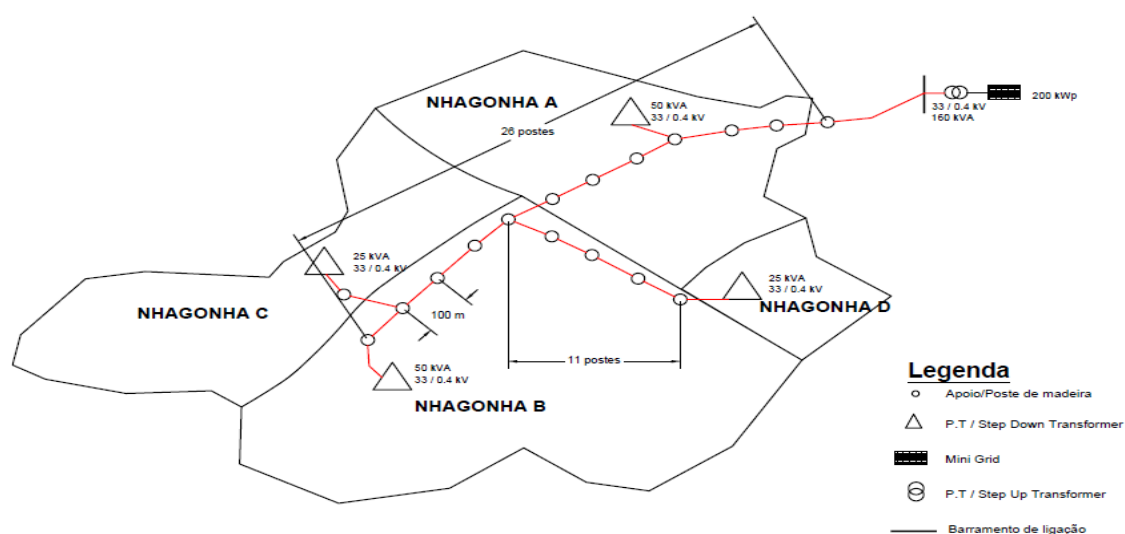 NHAGONHA A
50 kVA
33 / 0.4 kV
26 postes
33 / 0.4 kV
160 kVA
200 kWp
25 kVA
33 / 0.4 kV
NHAGONHA C
100 m
25 kVA
33 / 0.4 kV
NHAGONHA D
11 postes
50 kVA
33 / 0.4 kV
NHAGONHA B
Legenda
Apoio/Poste de madeira
P.T / Step Down Transformer
Mini Grid
P.T / Step Up Transformer
Barramento de ligação